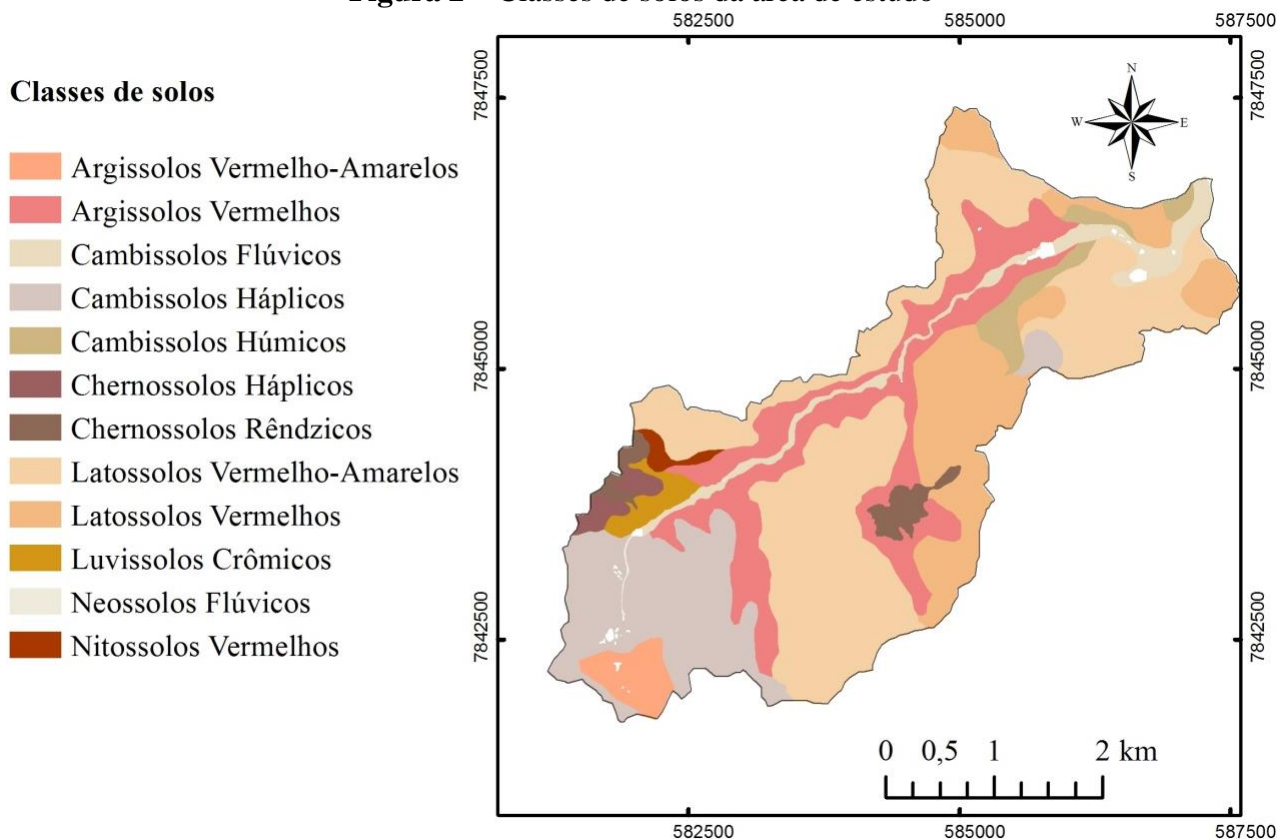 582500 585000 587500
Classes de solos
Argissolos Vermelho-Amarelos
Argissolos Vermelhos
Cambissolos Flúvicos
Cambissolos Háplicos
Cambissolos Húmicos
Chernossolos Háplicos
Chernossolos Rêndzicos
Latossolos Vermelho-Amarelos
Latossolos Vermelhos
Luvissolos Crômicos
Neossolos Flúvicos
Nitossolos Vermelhos
7847500
7845000
7842500
N
W E
S
7847500
7845000
7842500
0 0,5 1 2 km
582500 585000 587500